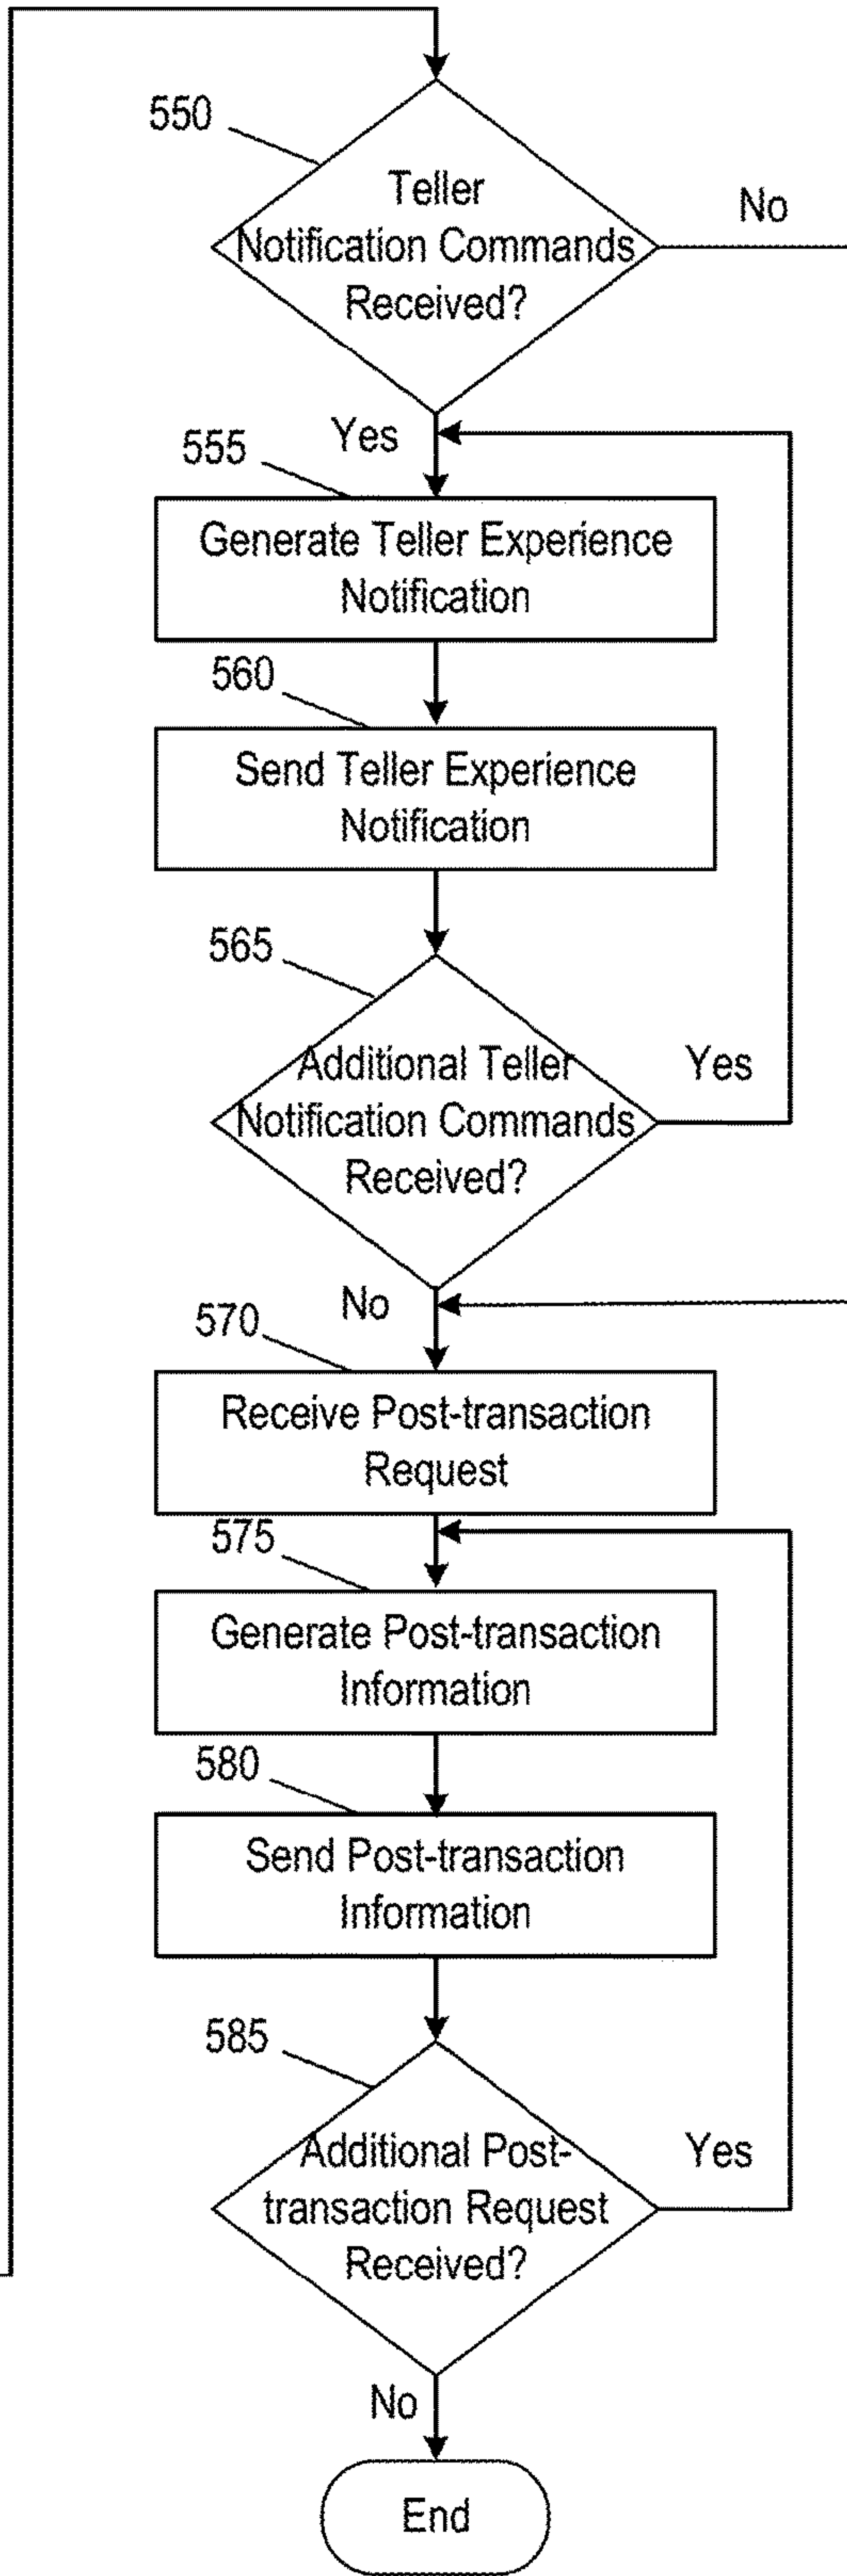 550
Teller
Notification Commands
Received?
No
Yes
555
Generate Teller Experience
Notification
560
Send Teller Experience
Notification
565
Additional Teller
Notification Commands
Received?
Yes
No
570
Receive Post-transaction
Request
575
Generate Post-transaction
Information
580
Send Post-transaction
Information
585
Additional Post-
transaction Request
Received?
Yes
No
End